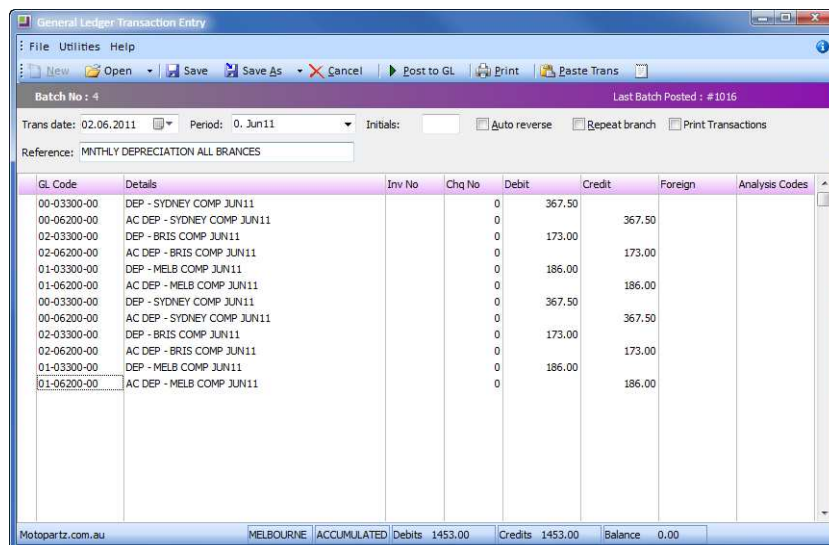 General Ledger Transaction Entry
File Utilities Help
New Open Save Save As Cancel Post to GL Print Paste Trans
Batch No : 4 Last Batch Posted : #1016
Trans date: 02.06.2011 Period: 0. Jun11 Initials: Auto reverse Repeat branch Print Transactions
Reference: MNTHLY DEPRECIATION ALL BRANCES
GL Code Details Inv No Chq No Debit Credit Foreign Analysis Codes
00-03300-00 DEP - SYDNEY COMP JUN11 0 367.50
00-06200-00 AC DEP - SYDNEY COMP JUN11 0 367.50
02-03300-00 DEP - BRIS COMP JUN11 0 173.00
02-06200-00 AC DEP - BRIS COMP JUN11 0 173.00
01-03300-00 DEP - MELB COMP JUN11 0 186.00
01-06200-00 AC DEP - MELB COMP JUN11 0 186.00
00-03300-00 DEP - SYDNEY COMP JUN11 0 367.50
00-06200-00 AC DEP - SYDNEY COMP JUN11 0 367.50
02-03300-00 DEP - BRIS COMP JUN11 0 173.00
02-06200-00 AC DEP - BRIS COMP JUN11 0 173.00
01-03300-00 DEP - MELB COMP JUN11 0 186.00
01-06200-00 AC DEP - MELB COMP JUN11 0 186.00
Motopartz.com.au MELBOURNE ACCUMULATED Debits 1453.00 Credits 1453.00 Balance 0.00